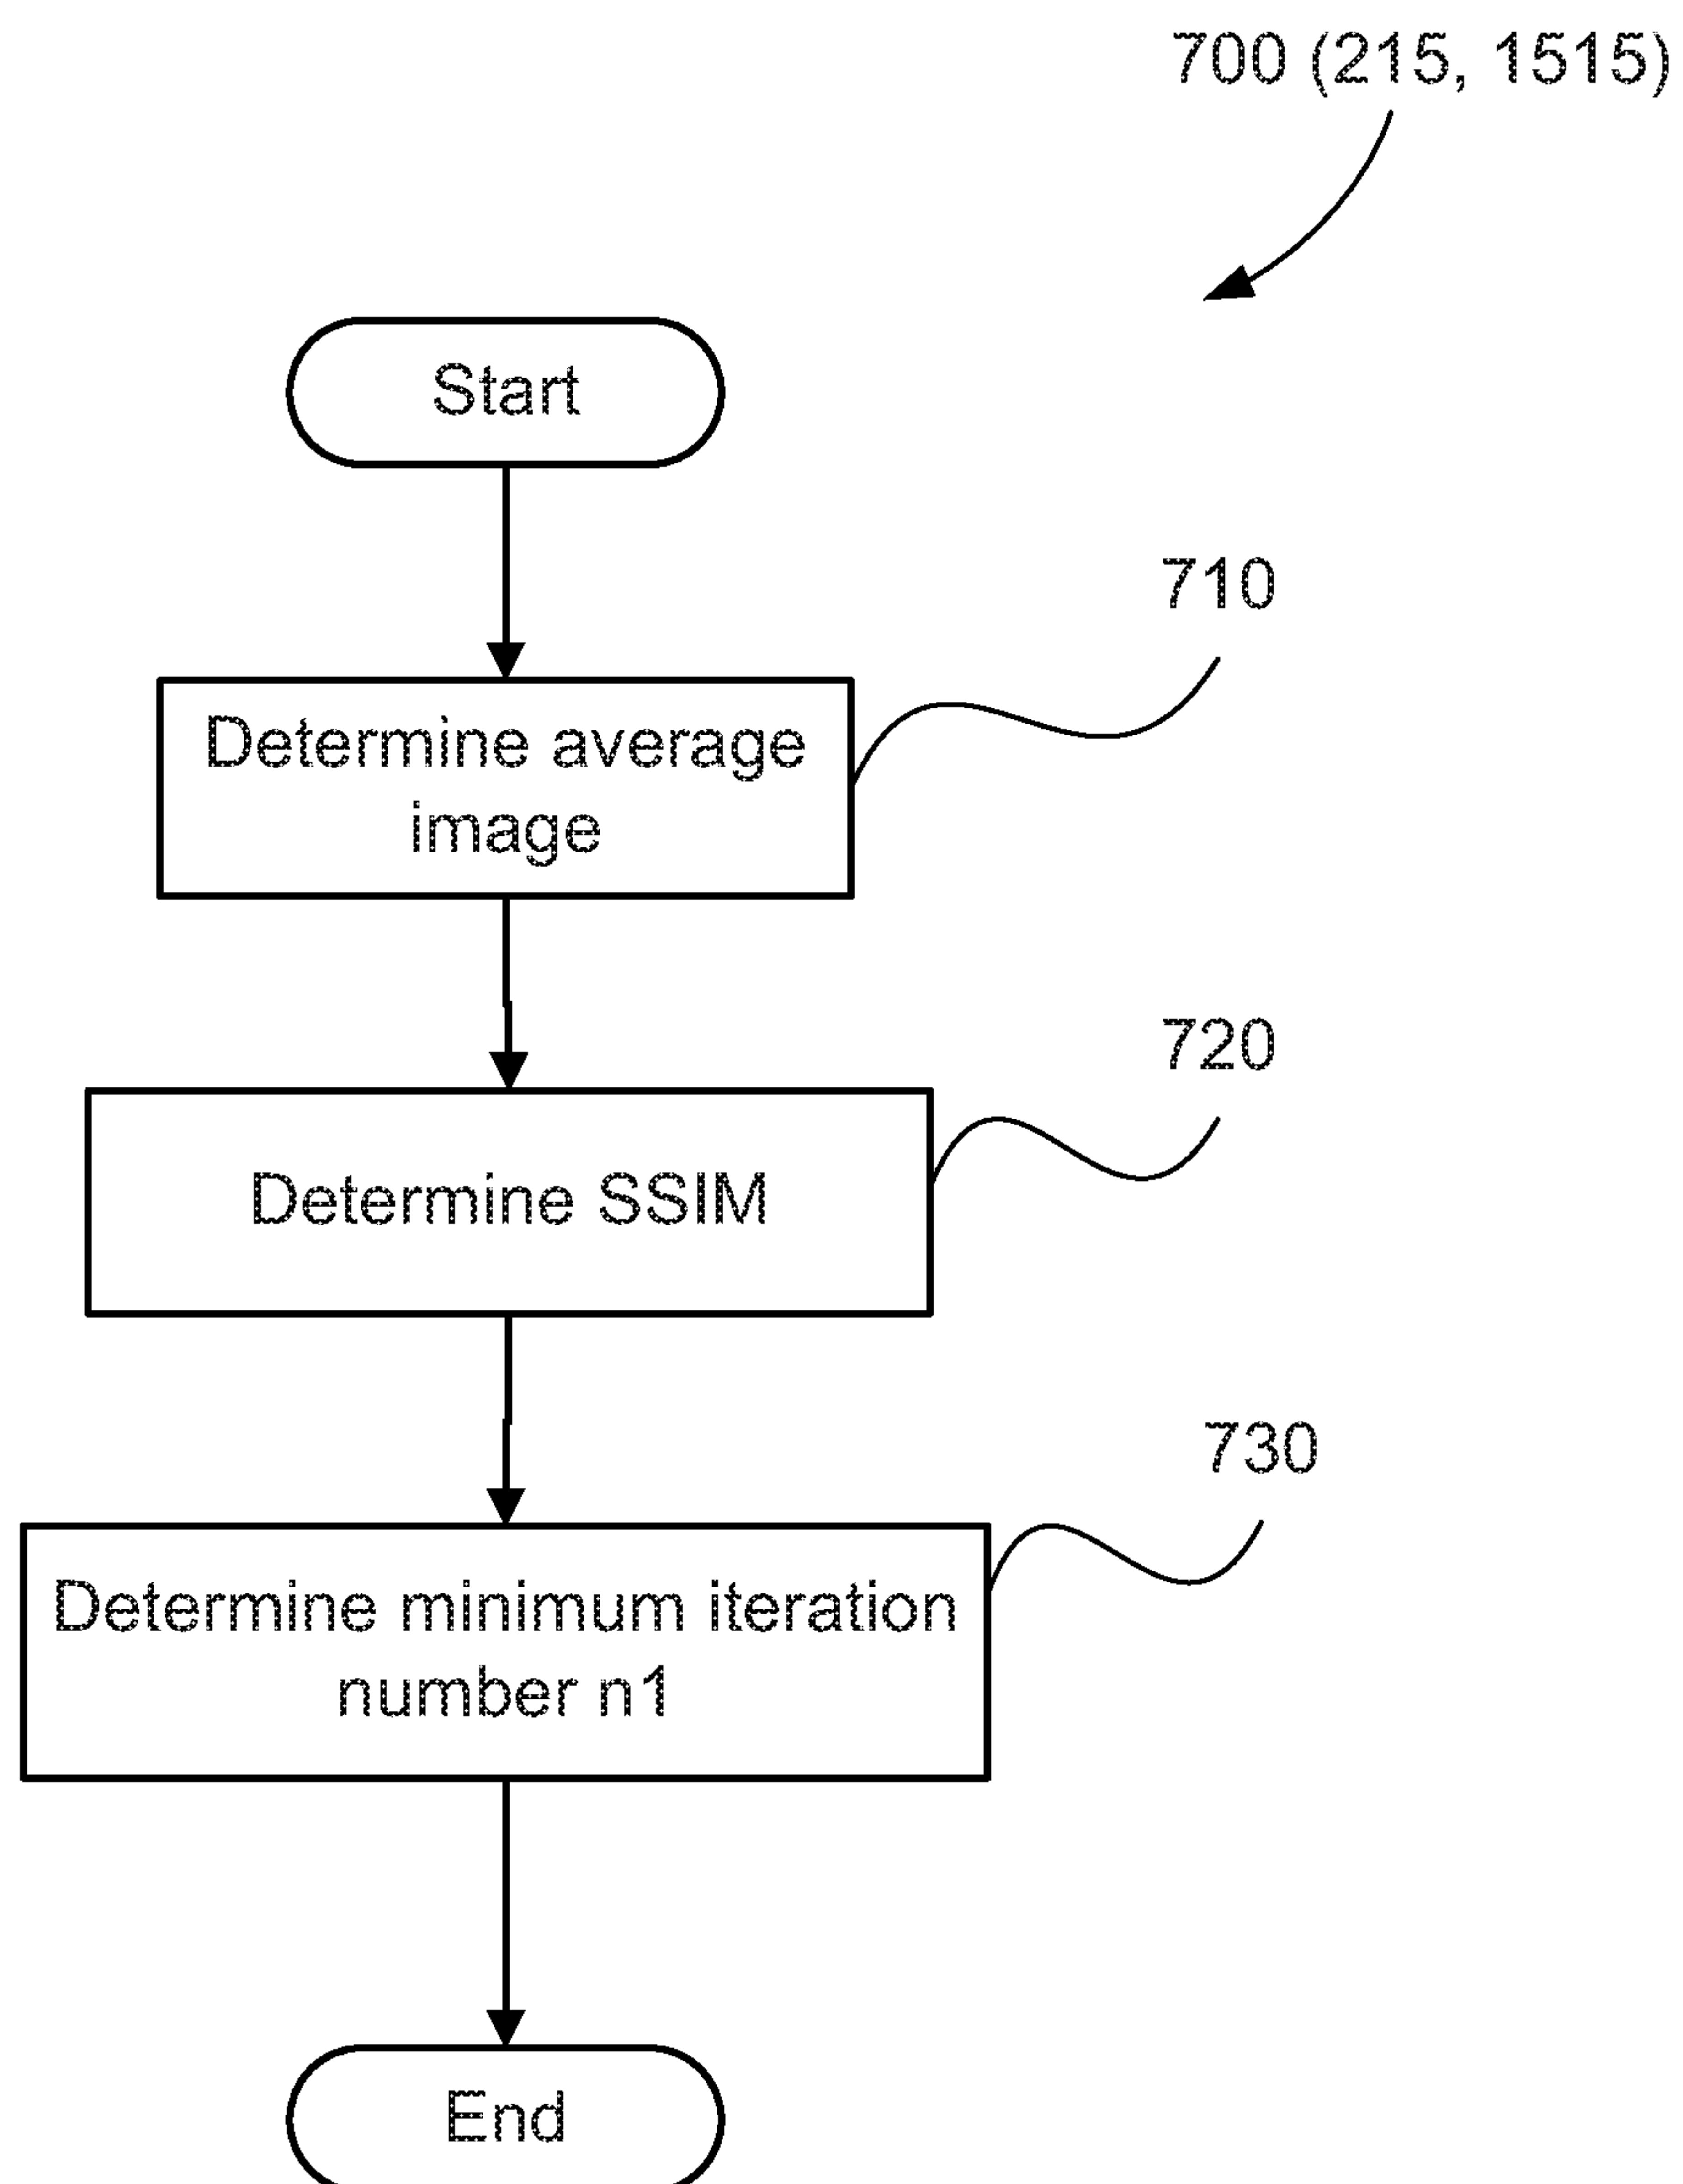 700 (215, 1515)
Start
710
Determine average
image
720
Determine SSIM
730
Determine minimum iteration
number n1
End